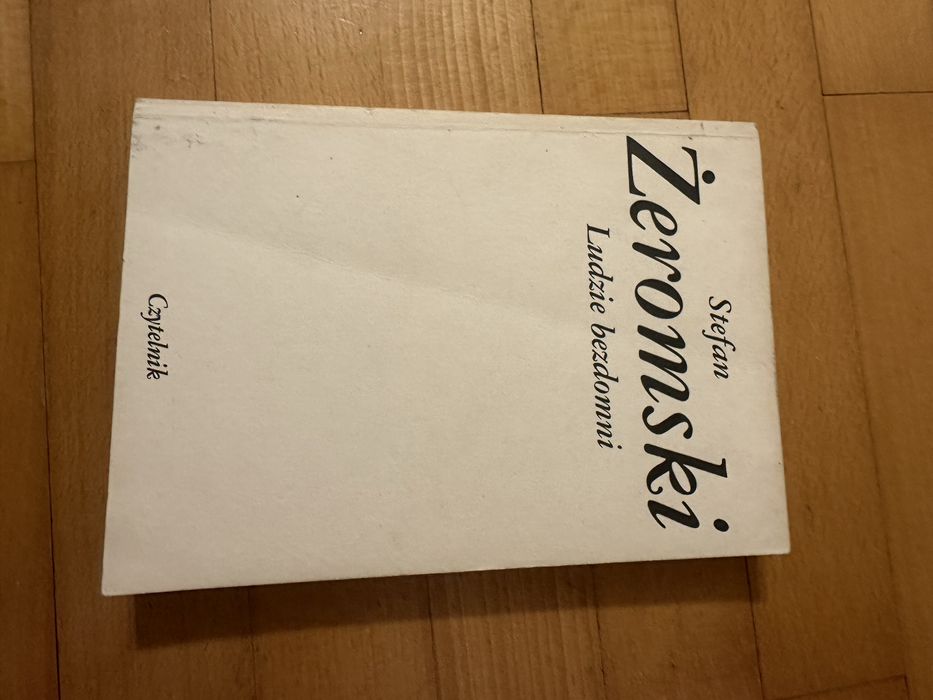 Stefan
Żeromski
Ludzie bezdomni
Czytelnik